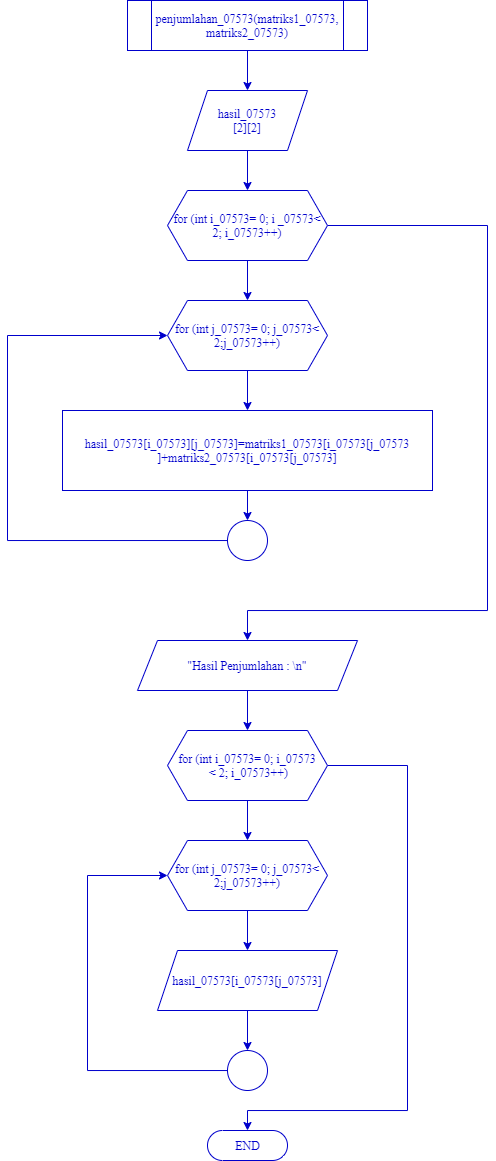 penjumlahan_07573(matriks1_07573,
matriks2_07573)
hasil_07573
[2][2]
for (int i_07573= 0; i _07573<
2; i_07573++)
for (int j_07573= 0; j_07573<
2;j_07573++)
hasil_07573[i_07573][j_07573]=matriks1_07573[i_07573[j_07573
]+matriks2_07573[i_07573[j_07573]
"Hasil Penjumlahan : \n"
for (int i_07573= 0; i_07573
< 2; i_07573++)
for (int j_07573= 0; j_07573<
2;j_07573++)
hasil_07573[i_07573[j_07573]
END